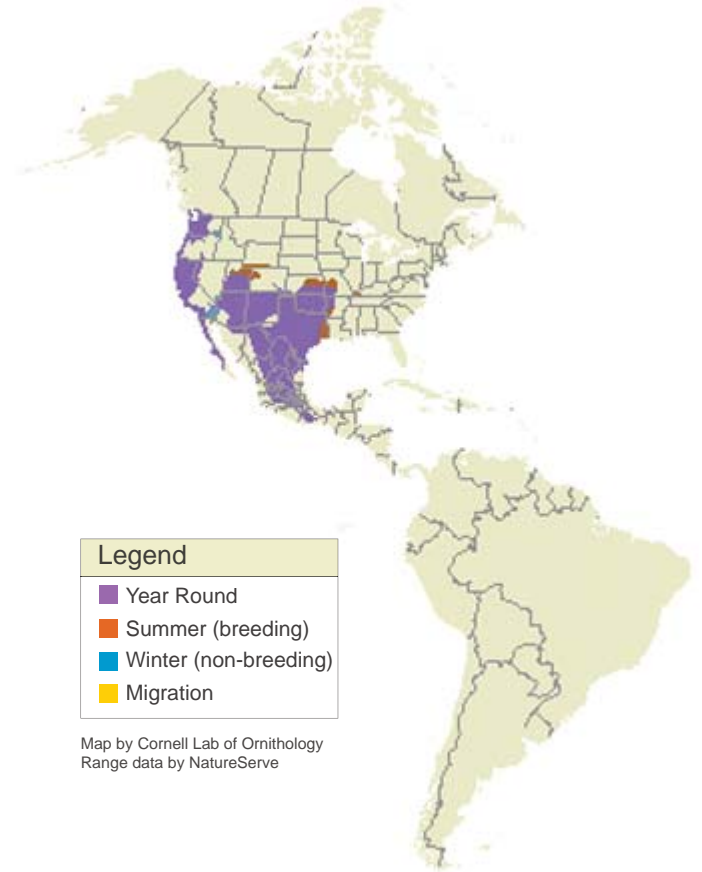 Legend
Year Round
Summer (breeding)
Winter (non-breeding)
Migration
Map by Cornell Lab of Ornithology
Range data by NatureServe